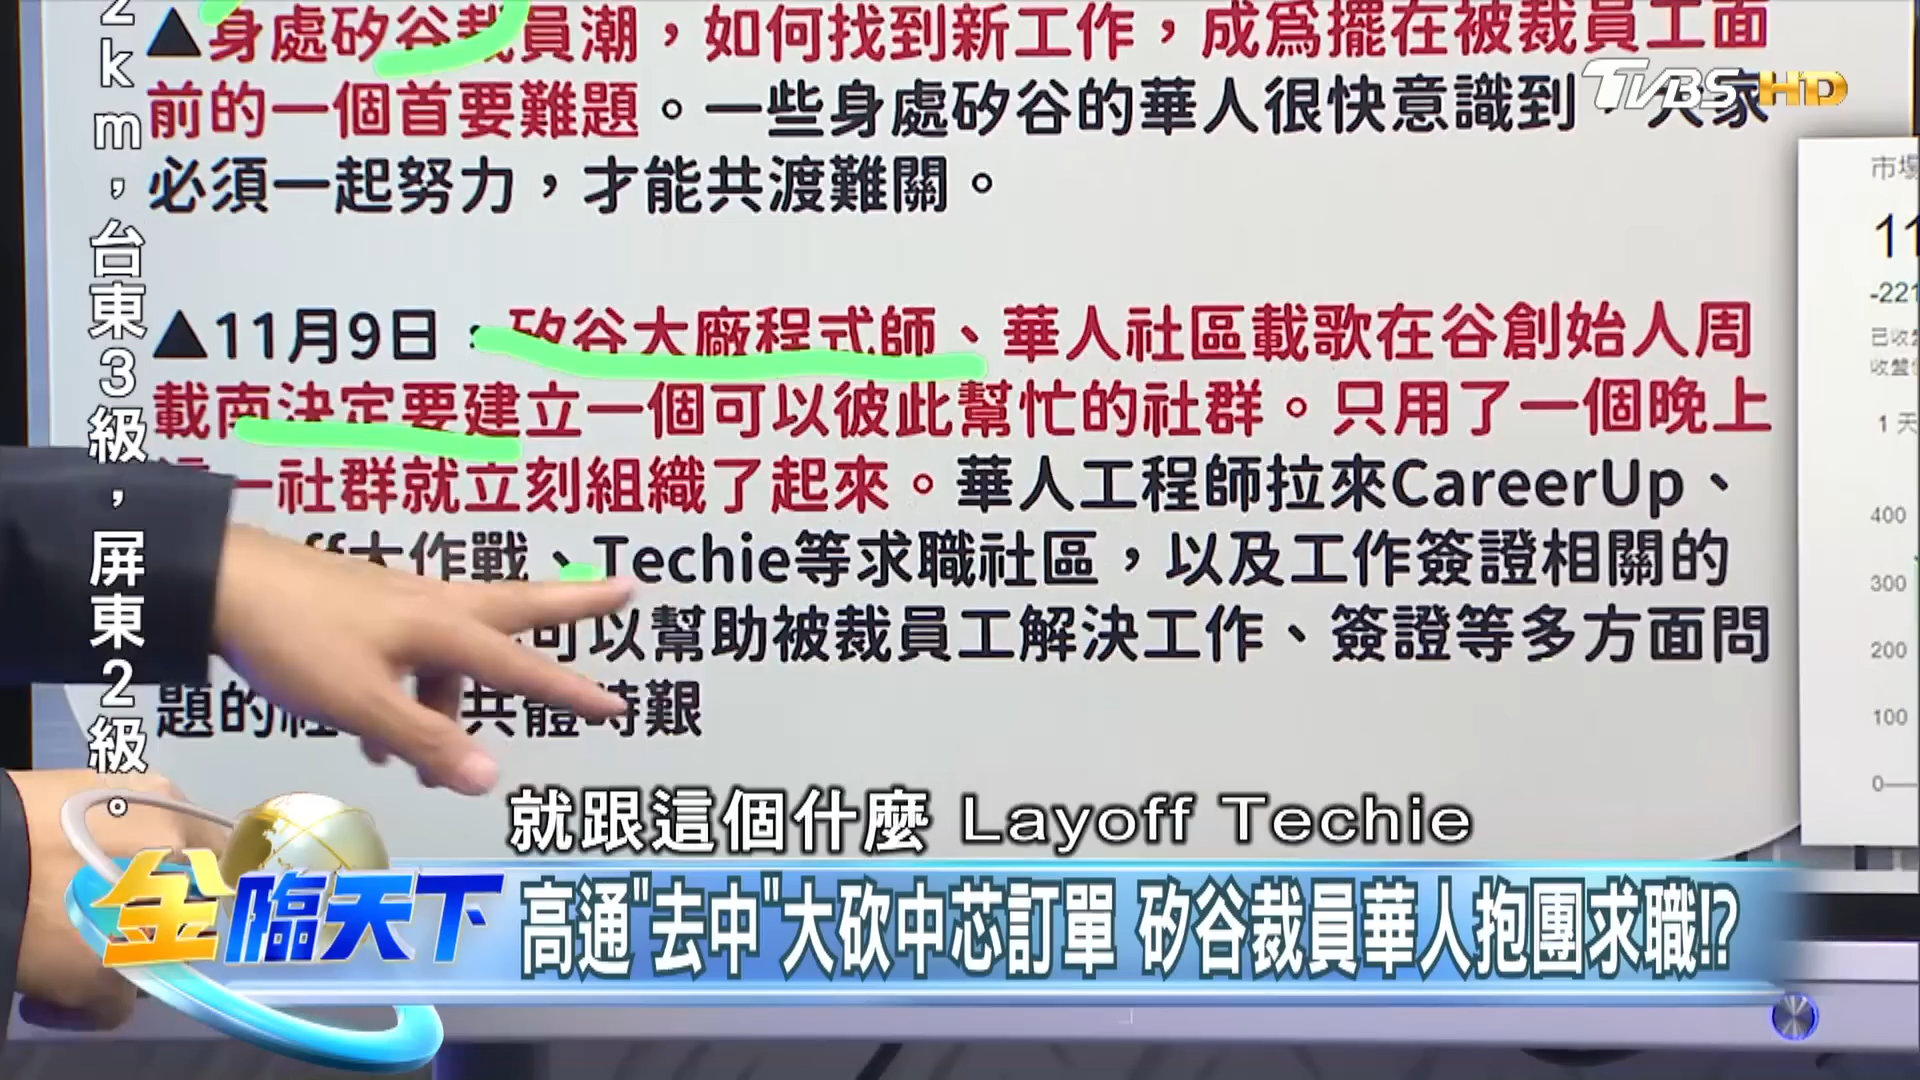 ▲身處矽谷裁員潮，如何找到新工作，成為擺在被裁員工面
前的一個首要難題。一些身處矽谷的華人很快意識到，大家
必須一起努力，才能共渡難關。
▲11月9日，矽谷大廠程式師、華人社區載歌在谷創始人周
載南決定要建立一個可以彼此幫忙的社群。只用了一個晚上
一社群就立刻組織了起來。華人工程師拉來CareerUp、
ff大作戰、Techie等求職社區，以及工作簽證相關的
可以幫助被裁員工解決工作、簽證等多方面問
題的 共體時艱
TVBS HD
2km，台東3級，屏東2級。
市場
11
-221
已收盤
收盤價
1 天
400
300
200
100
0
就跟這個什麼 Layoff Techie
金臨天下
高通"去中"大砍中芯訂單 矽谷裁員華人抱團求職!?